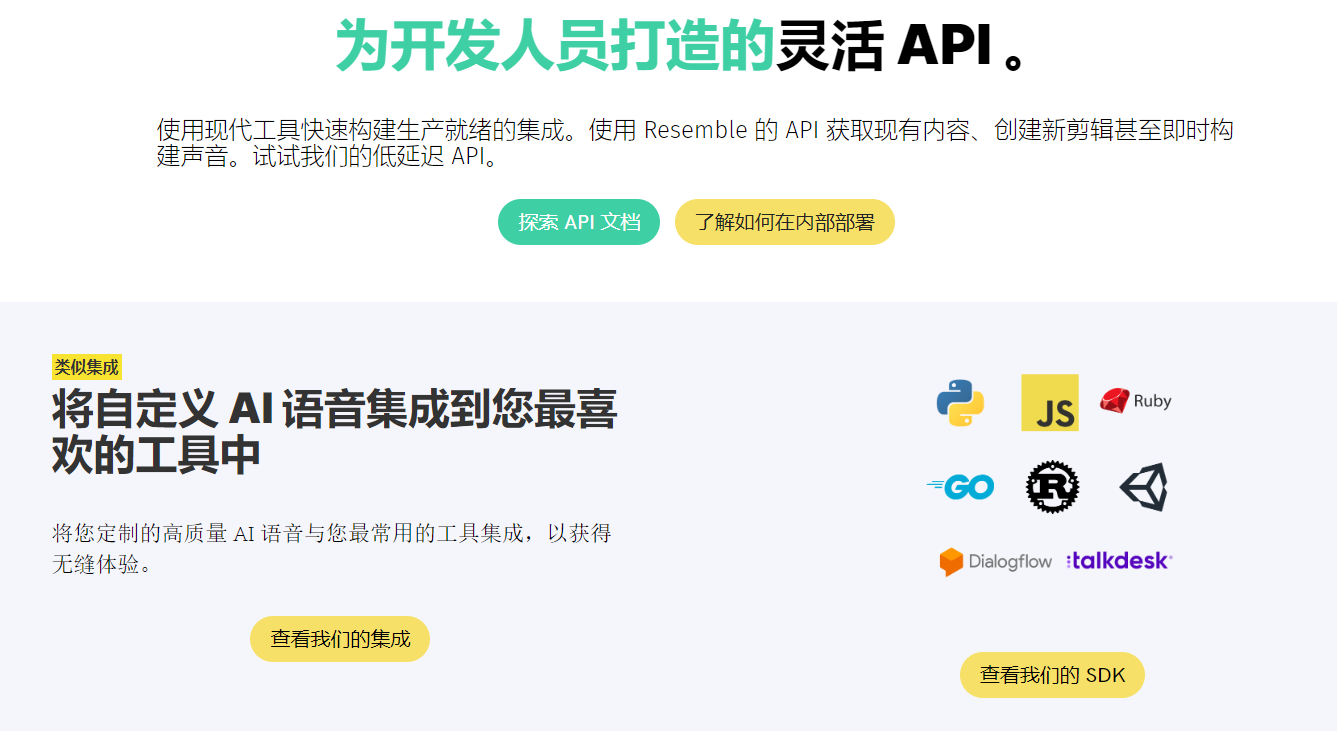 为开发人员打造的灵活 API 。
使用现代工具快速构建生产就绪的集成。使用 Resemble 的 API 获取现有内容、创建新剪辑甚至即时构
建声音。试试我们的低延迟 API。
探索 API 文档
了解如何在内部部署
类似集成
将自定义 AI 语音集成到您最喜
欢的工具中
将您定制的高质量 AI 语音与您最常用的工具集成，以获得
无缝体验。
查看我们的集成
JS
Ruby
GO
R
Dialogflow
:talkdesk®
查看我们的 SDK